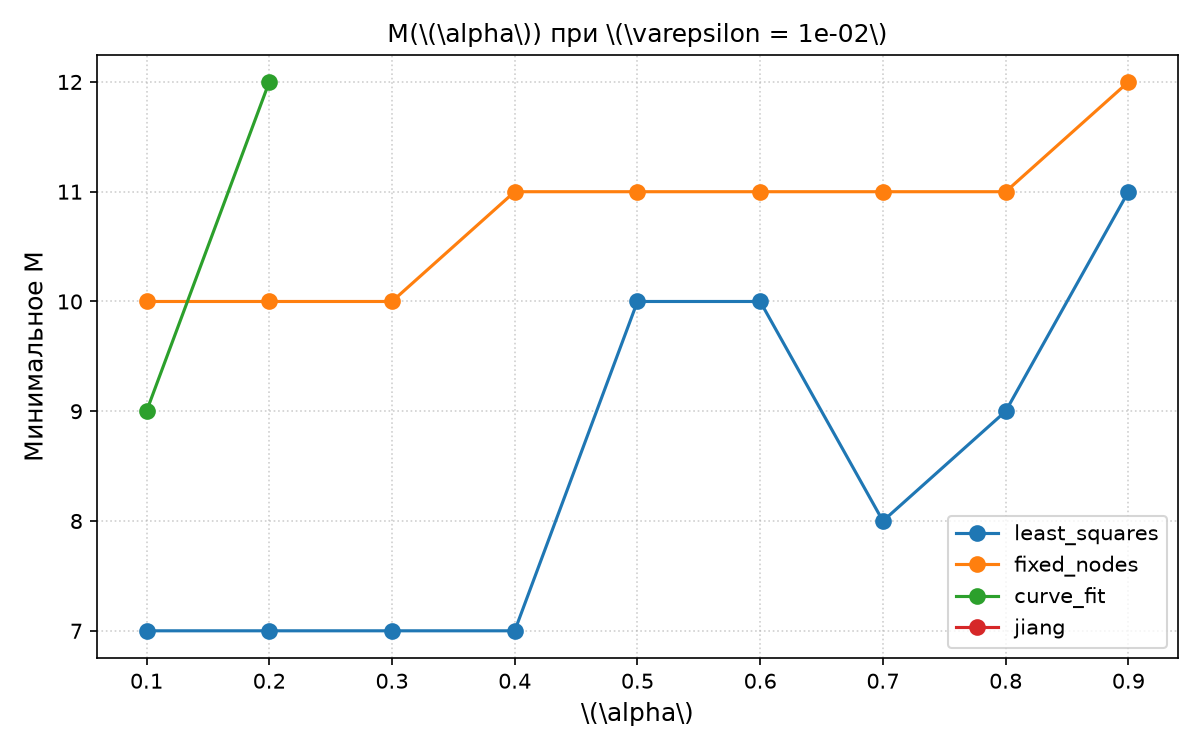 M(\(\alpha\)) при \(\varepsilon = 1e-02\)
Минимальное M
12
11
10
9
8
7
0.1 0.2 0.3 0.4 0.5 0.6 0.7 0.8 0.9
\(\alpha\)
least_squares
fixed_nodes
curve_fit
jiang